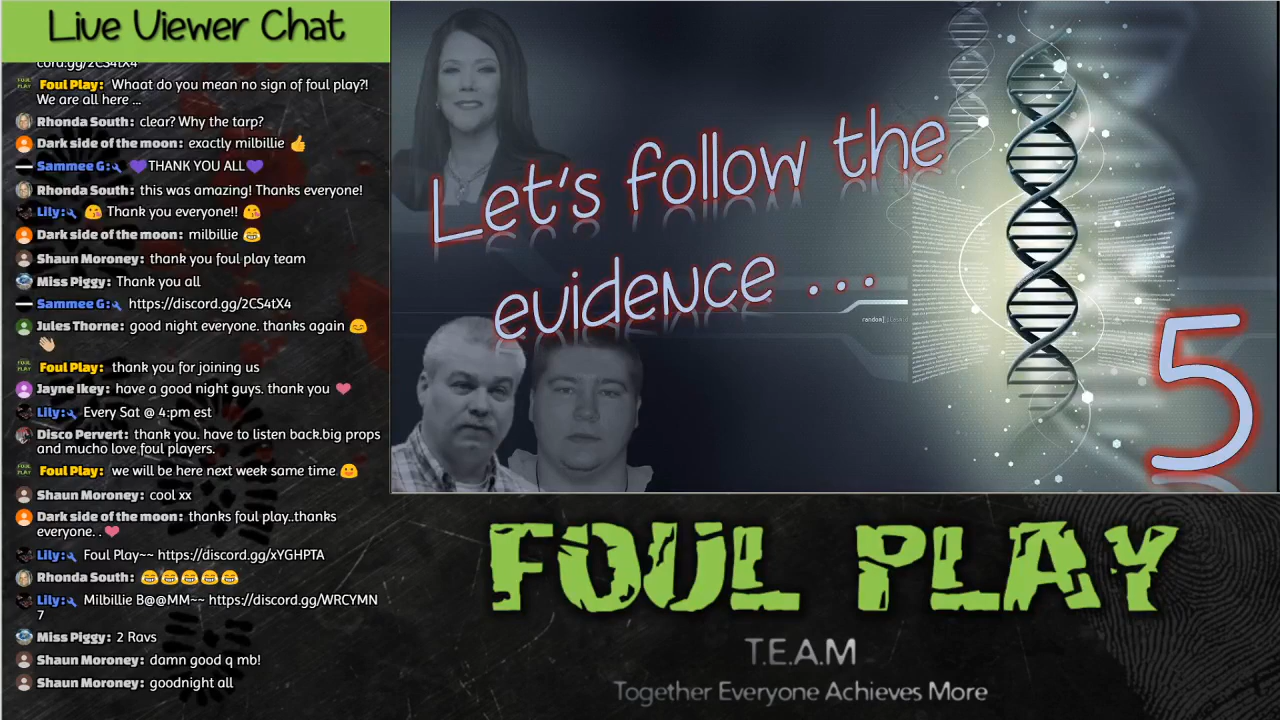 Live Viewer Chat
cord.gg/2CS4tX4
Foul Play: Whaat do you mean no sign of foul play?!
We are all here ...
Rhonda South: clear? Why the tarp?
Dark side of the moon: exactly milbillie 👍
Sammee G: 💜THANK YOU ALL💜
Rhonda South: this was amazing! Thanks everyone!
Lily: 😘 Thank you everyone!! 😘
Dark side of the moon: milbillie 😂
Shaun Moroney: thank you foul play team
Miss Piggy: Thank you all
Sammee G: https://discord.gg/2CS4tX4
Jules Thorne: good night everyone. thanks again 😊
👋🏼
Foul Play: thank you for joining us
Jayne Ikey: have a good night guys. thank you ❤
Lily: Every Sat @ 4:pm est
Disco Pervert: thank you. have to listen back.big props
and mucho love foul players.
Foul Play: we will be here next week same time 😛
Shaun Moroney: cool xx
Dark side of the moon: thanks foul play..thanks
everyone. . ❤
Lily: Foul Play~~ https://discord.gg/xYGHPTA
Rhonda South: 😂😂😂😂😂
Lily: Milbillie B@@MM~~ https://discord.gg/WRCYMN
7
Miss Piggy: 2 Ravs
Shaun Moroney: damn good q mb!
Shaun Moroney: goodnight all
Let's follow the
evidence ...
5
FOUL PLAY
T.E.A.M
Together Everyone Achieves More